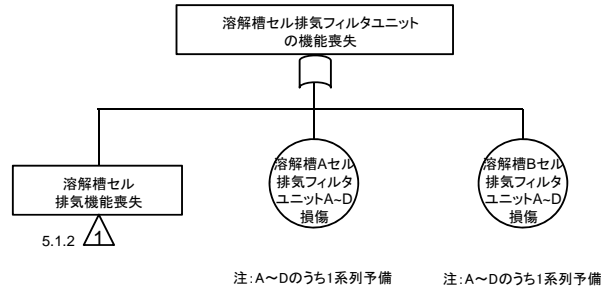 溶解槽セル排気フィルタユニット
の機能喪失
溶解槽セル
排気機能喪失
5.1.2
1
溶解槽Aセル
排気フィルタ
ユニットA~D
損傷
溶解槽Bセル
排気フィルタ
ユニットA~D
損傷
注:A～Dのうち1系列予備
注:A～Dのうち1系列予備